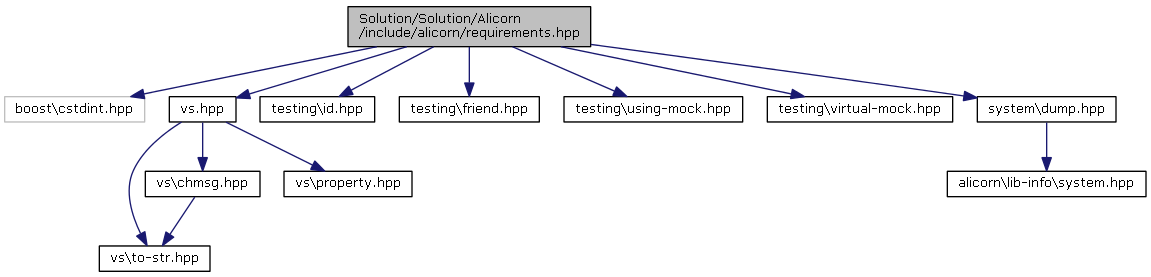 Solution/Solution/Alicorn
/include/alicorn/requirements.hpp
boost\cstdint.hpp
vs.hpp
testing\id.hpp
testing\friend.hpp
testing\using-mock.hpp
testing\virtual-mock.hpp
system\dump.hpp
vs\chmsg.hpp
vs\property.hpp
alicorn\lib-info\system.hpp
vs\to-str.hpp